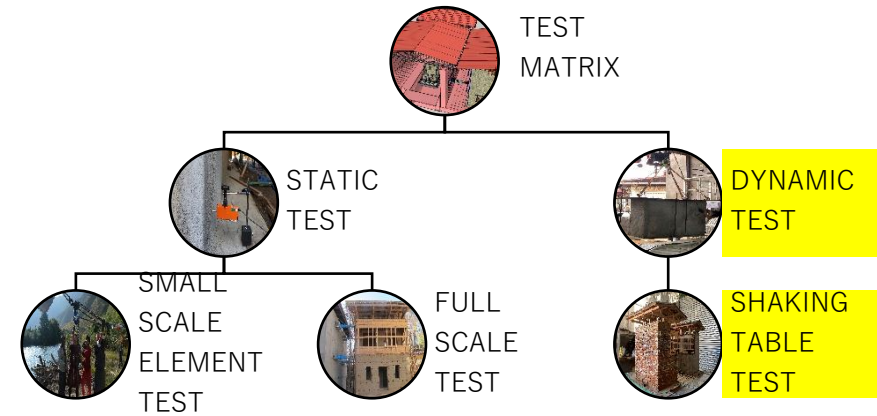 TEST
MATRIX
STATIC
TEST
DYNAMIC
TEST
SMALL
SCALE
ELEMENT
TEST
FULL
SCALE
TEST
SHAKING
TABLE
TEST